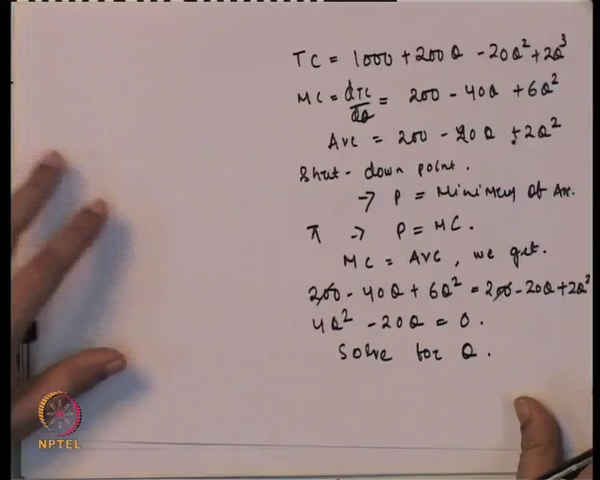 TC = 1000 + 200Q - 20Q² + 2Q³
MC = dTC/dQ = 200 - 40Q + 6Q²
AVC = 200 - 20Q + 2Q²
Shut-down point.
→ P = Minimum of AVC.
π → P = MC.
MC = AVC, we get.
200 - 40Q + 6Q² = 200 - 20Q + 2Q²
4Q² - 20Q = 0.
Solve for Q.
NPTEL